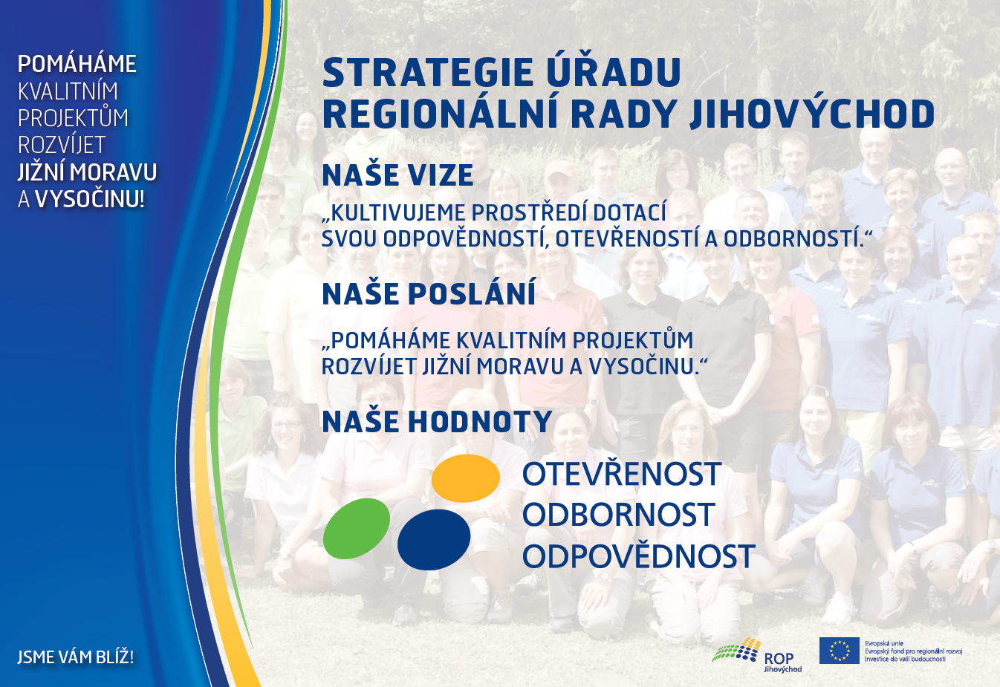 POMÁHÁME
KVALITNÍM
PROJEKTŮM
ROZVÍJET
JIŽNÍ MORAVU
A VYSOČINU!
JSME VÁM BLÍŽ!
STRATEGIE ÚŘADU
REGIONÁLNÍ RADY JIHOVÝCHOD
NAŠE VIZE
„KULTIVUJEME PROSTŘEDÍ DOTACÍ
SVOU ODPOVĚDNOSTÍ, OTEVŘENOSTÍ A ODBORNOSTÍ.“
NAŠE POSLÁNÍ
„POMÁHÁME KVALITNÍM PROJEKTŮM
ROZVÍJET JIŽNÍ MORAVU A VYSOČINU.“
NAŠE HODNOTY
OTEVŘENOST
ODBORNOST
ODPOVĚDNOST
ROP
Jihovýchod
Evropská unie
Evropský fond pro regionální rozvoj
Investice do vaší budoucnosti